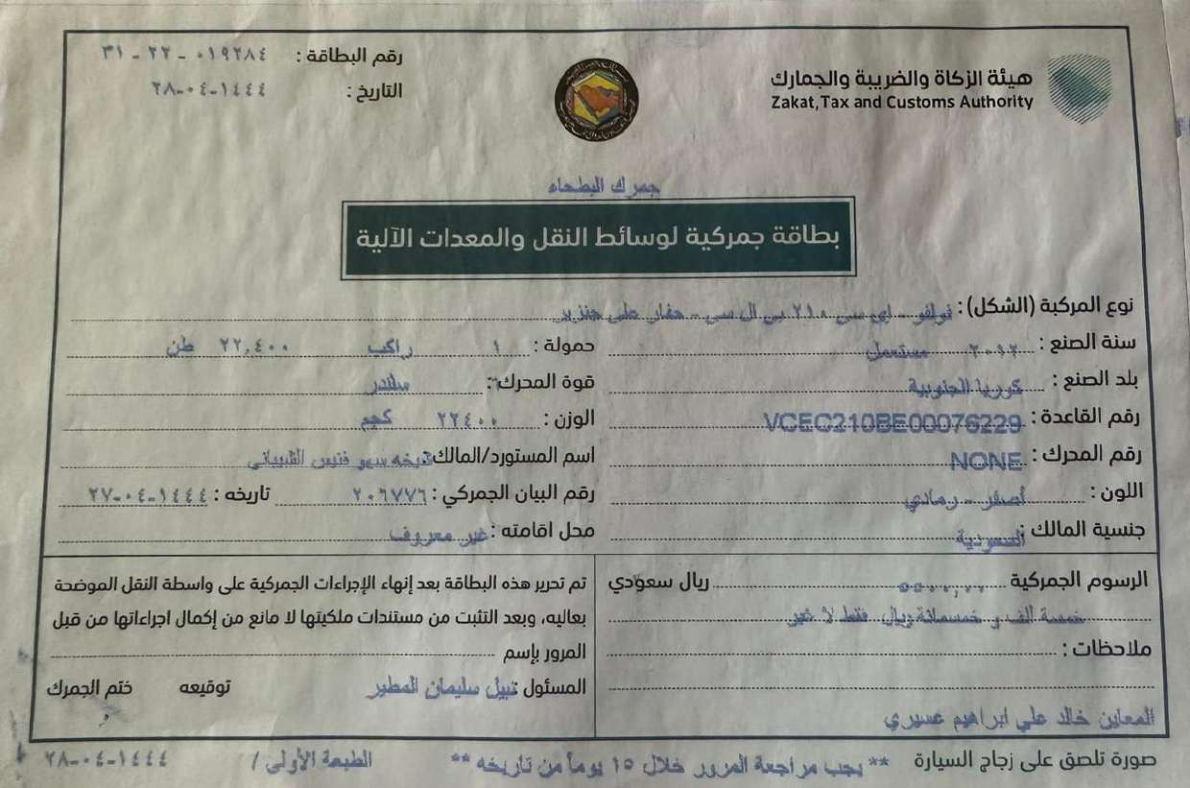 هيئة الزكاة والضريبة والجمارك
Zakat, Tax and Customs Authority
رقم البطاقة : ٣١ - ٢٢ - ٠١٩٢٨٤
التاريخ : ٢٨-٠٤-١٤٤٤
جمرك البطحاء
بطاقة جمركية لوسائط النقل والمعدات الآلية
نوع المركبة (الشكل) : فولفو - اي سي ٢١٠ بي ال سي - حفار على جنزير
سنة الصنع : ٢٠١٢ مستعمل حمولة : ١ راكب ٢٢,٤٠٠ طن
بلد الصنع : كوريا الجنوبية قوة المحرك : ٦ سلندر
رقم القاعدة : VCEC210BE00076229 الوزن : ٢٢٤٠٠ كجم
رقم المحرك : NONE اسم المستورد/المالك : سمو الشيباني
اللون : أصفر - رمادي رقم البيان الجمركي : ٢٠٦٧٧٦ تاريخه : ٢٧-٠٤-١٤٤٤
جنسية المالك : السعودية محل اقامته : غير معروف
الرسوم الجمركية ريال سعودي
خمسة الف و خمسمائة ريال فقط لا غير
ملاحظات :
المعاين خالد علي ابراهيم عسيري
تم تحرير هذه البطاقة بعد إنهاء الإجراءات الجمركية على واسطة النقل الموضحة
بعاليه، وبعد التثبت من مستندات ملكيتها لا مانع من إكمال اجراءاتها من قبل
المرور بإسم
المسئول نبيل سليمان المطير توقيعه ختم الجمرك
صورة تلصق على زجاج السيارة ** يجب مراجعة المرور خلال ١٥ يوماً من تاريخه ** الطبعة الأولى / ٢٨-٠٤-١٤٤٤